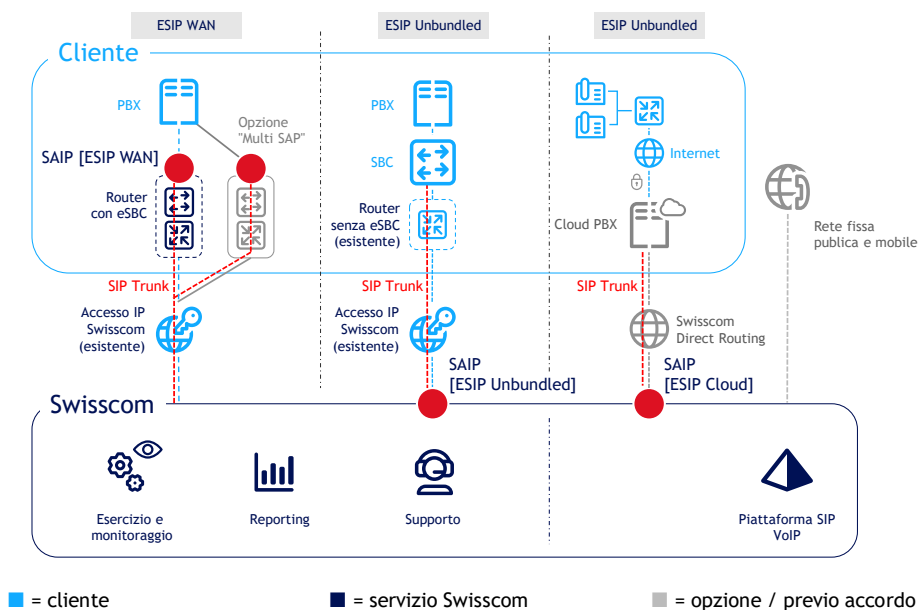 ESIP WAN
ESIP Unbundled
ESIP Unbundled
Cliente
PBX
Opzione
"Multi SAP"
SAIP [ESIP WAN]
Router
con eSBC
PBX
SBC
Router
senza eSBC
(esistente)
Internet
Cloud PBX
Rete fissa
publica e mobile
SIP Trunk
SIP Trunk
SIP Trunk
Accesso IP
Swisscom
(esistente)
Accesso IP
Swisscom
(esistente)
Swisscom
Direct Routing
SAIP
[ESIP Unbundled]
SAIP
[ESIP Cloud]
Swisscom
Esercizio e
monitoraggio
Reporting
Supporto
Piattaforma SIP
VoIP
= cliente
= servizio Swisscom
= opzione / previo accordo